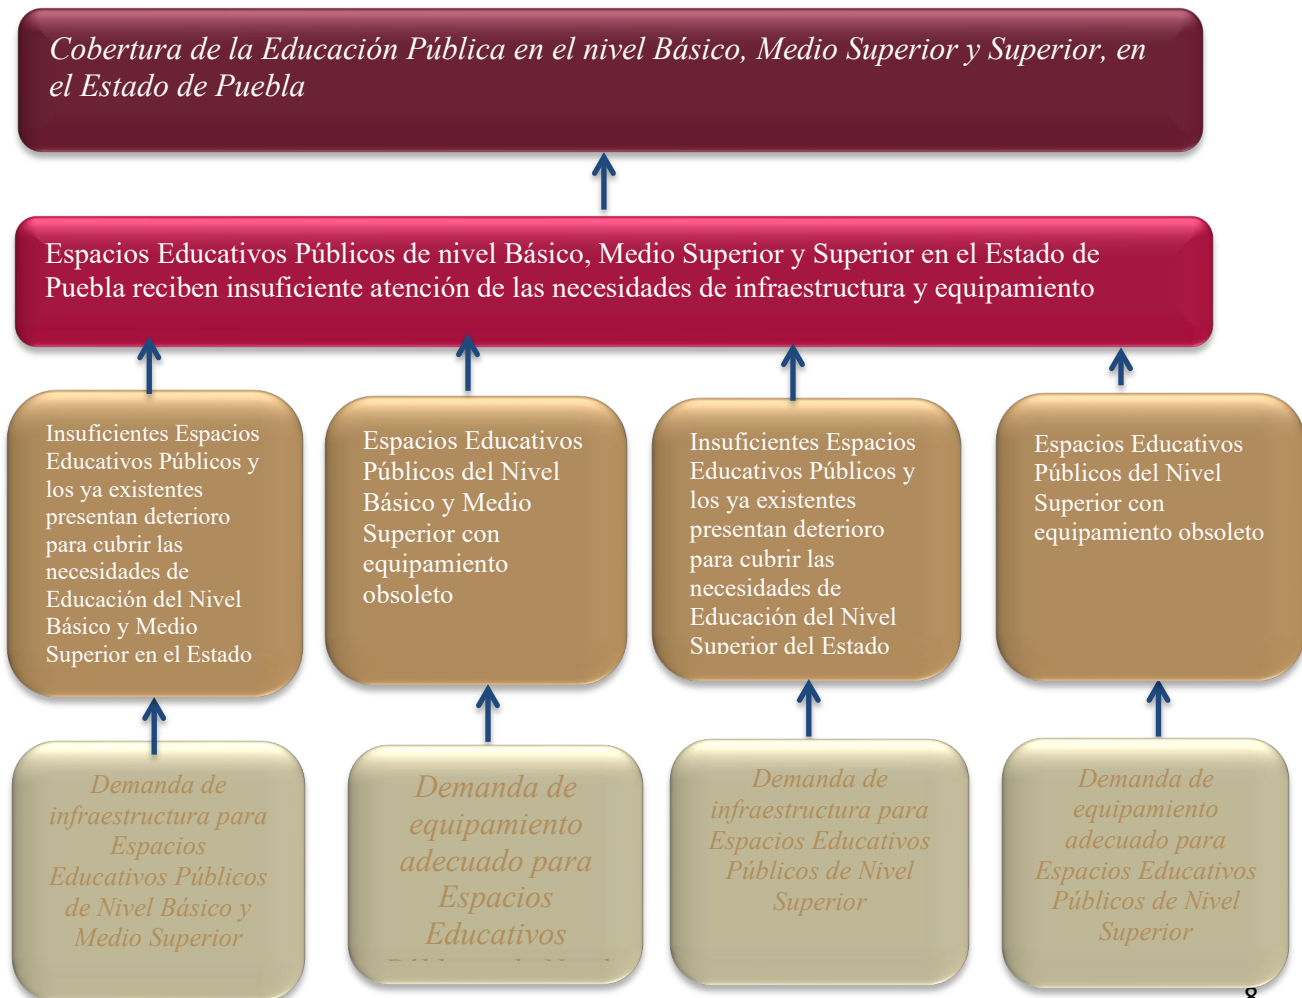 Cobertura de la Educación Pública en el nivel Básico, Medio Superior y Superior, en
el Estado de Puebla
Espacios Educativos Públicos de nivel Básico, Medio Superior y Superior en el Estado de
Puebla reciben insuficiente atención de las necesidades de infraestructura y equipamiento
Insuficientes Espacios
Educativos Públicos y
los ya existentes
presentan deterioro
para cubrir las
necesidades de
Educación del Nivel
Básico y Medio
Superior en el Estado
Espacios Educativos
Públicos del Nivel
Básico y Medio
Superior con
equipamiento
obsoleto
Insuficientes Espacios
Educativos Públicos y
los ya existentes
presentan deterioro
para cubrir las
necesidades de
Educación del Nivel
Superior del Estado
Espacios Educativos
Públicos del Nivel
Superior con
equipamiento obsoleto
Demanda de
infraestructura para
Espacios
Educativos Públicos
de Nivel Básico y
Medio Superior
Demanda de
equipamiento
adecuado para
Espacios
Educativos
Demanda de
infraestructura para
Espacios Educativos
Públicos de Nivel
Superior
Demanda de
equipamiento
adecuado para
Espacios Educativos
Públicos de Nivel
Superior
8